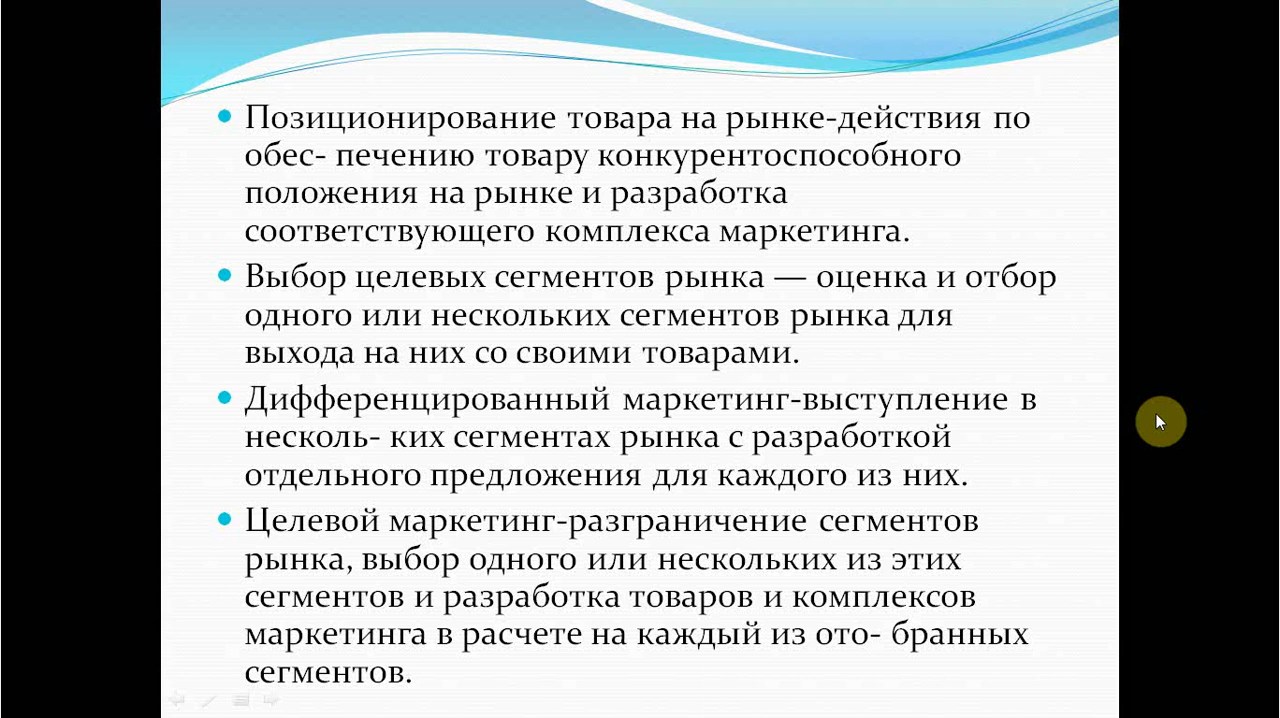 Позиционирование товара на рынке-действия по
обес- печению товару конкурентоспособного
положения на рынке и разработка
соответствующего комплекса маркетинга.
Выбор целевых сегментов рынка — оценка и отбор
одного или нескольких сегментов рынка для
выхода на них со своими товарами.
Дифференцированный маркетинг-выступление в
несколь- ких сегментах рынка с разработкой
отдельного предложения для каждого из них.
Целевой маркетинг-разграничение сегментов
рынка, выбор одного или нескольких из этих
сегментов и разработка товаров и комплексов
маркетинга в расчете на каждый из ото- бранных
сегментов.